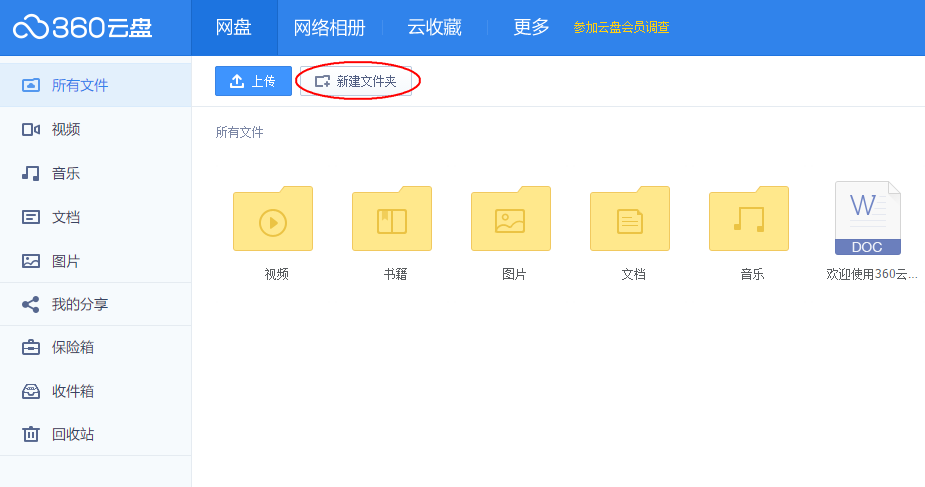 360云盘
网盘
网络相册
云收藏
更多
参加云盘会员调查
所有文件
视频
音乐
文档
图片
我的分享
保险箱
收件箱
回收站
上传
新建文件夹
所有文件
视频
书籍
图片
文档
音乐
W
DOC
欢迎使用360云...